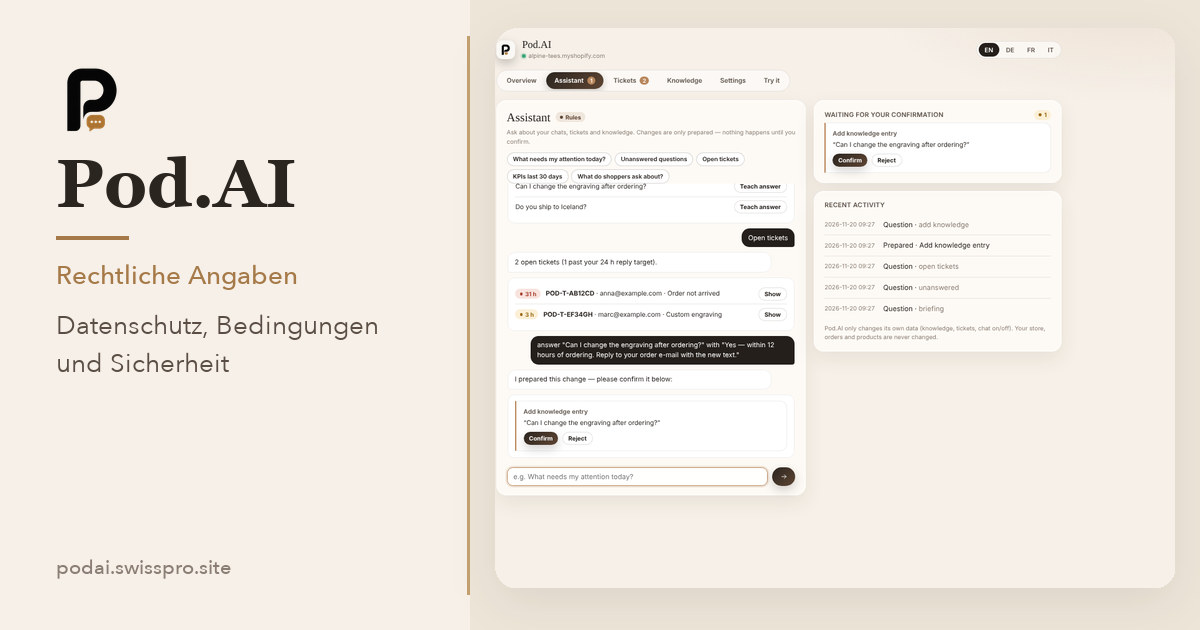 Pod.AI
Rechtliche Angaben
Datenschutz, Bedingungen
und Sicherheit
podai.swisspro.site
Pod.AI
alpine-tees.myshopify.com
EN DE FR IT
Overview Assistant 1 Tickets 2 Knowledge Settings Try it
Assistant Rules
Ask about your chats, tickets and knowledge. Changes are only prepared — nothing happens until you
confirm.
What needs my attention today? Unanswered questions Open tickets
KPIs last 30 days What do shoppers ask about?
Can I change the engraving after ordering? Teach answer
Do you ship to Iceland? Teach answer
Open tickets
2 open tickets (1 past your 24 h reply target).
31 h POD-T-AB12CD · anna@example.com · Order not arrived Show
3 h POD-T-EF34GH · marc@example.com · Custom engraving Show
answer "Can I change the engraving after ordering?" with "Yes — within 12
hours of ordering. Reply to your order e-mail with the new text."
I prepared this change — please confirm it below:
Add knowledge entry
"Can I change the engraving after ordering?"
Confirm Reject
e.g. What needs my attention today?
WAITING FOR YOUR CONFIRMATION 1
Add knowledge entry
"Can I change the engraving after ordering?"
Confirm Reject
RECENT ACTIVITY
2026-11-20 09:27 Question · add knowledge
2026-11-20 09:27 Prepared · Add knowledge entry
2026-11-20 09:27 Question · open tickets
2026-11-20 09:27 Question · unanswered
2026-11-20 09:27 Question · briefing
Pod.AI only changes its own data (knowledge, tickets, chat on/off). Your store,
orders and products are never changed.